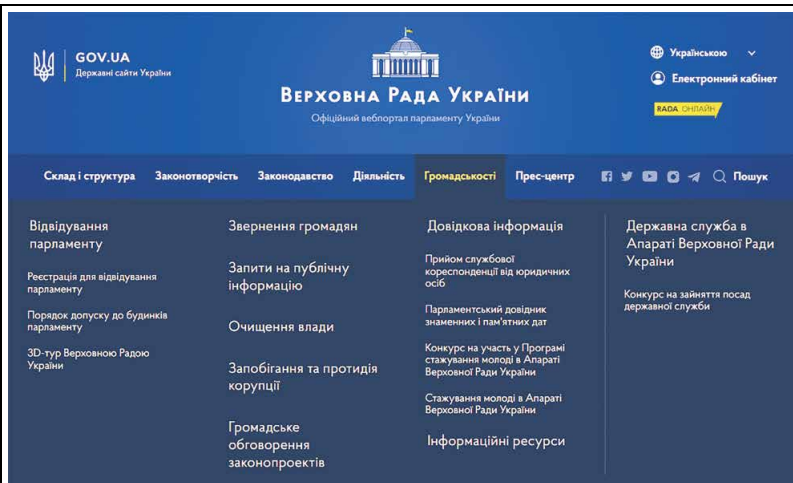 GOV.UA
Державні сайти України
Верховна Рада України
Офіційний вебпортал парламенту України
Українською
Електронний кабінет
RADA ОНЛАЙН
Склад і структура Законотворчість Законодавство Діяльність Громадськості Прес-центр Пошук
Відвідування
парламенту
Реєстрація для відвідування
парламенту
Порядок допуску до будинків
парламенту
3D-тур Верховною Радою
України
Звернення громадян
Запити на публічну
інформацію
Очищення влади
Запобігання та протидія
корупції
Громадське
обговорення
законопроектів
Довідкова інформація
Прийом службової
кореспонденції від юридичних
осіб
Парламентський довідник
знаменних і пам'ятних дат
Конкурс на участь у Програмі
стажування молоді в Апараті
Верховної Ради України
Стажування молоді в Апараті
Верховної Ради України
Інформаційні ресурси
Державна служба в
Апараті Верховної Ради
України
Конкурс на зайняття посад
державної служби